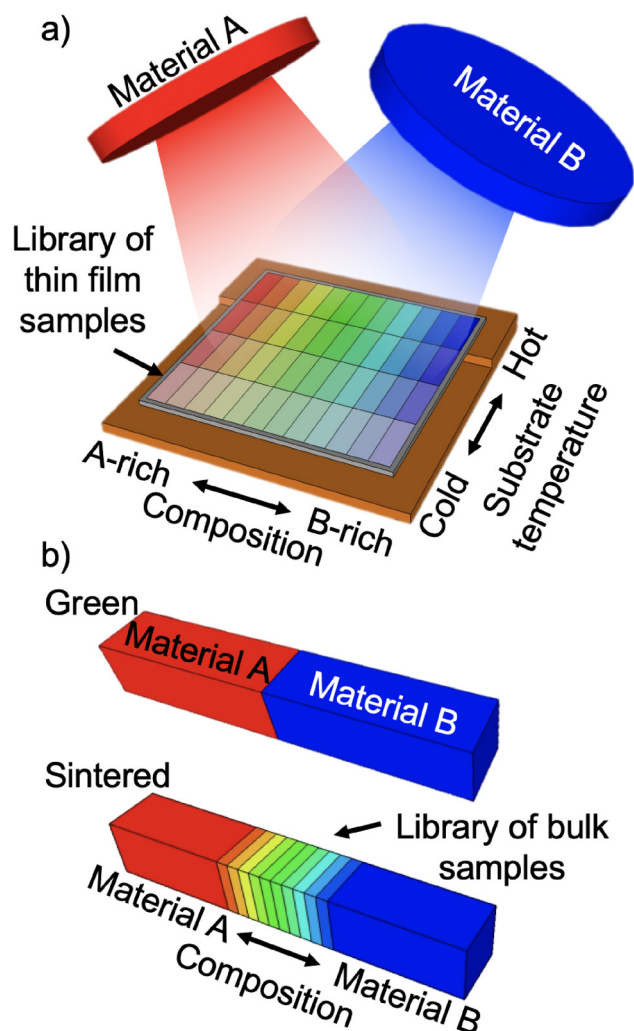 a)
Material A
Material B
Library of
thin film
samples
Hot
Substrate
temperature
Cold
A-rich
Composition
B-rich
b)
Green
Material A
Material B
Sintered
Library of bulk
samples
Material A
Composition
Material B